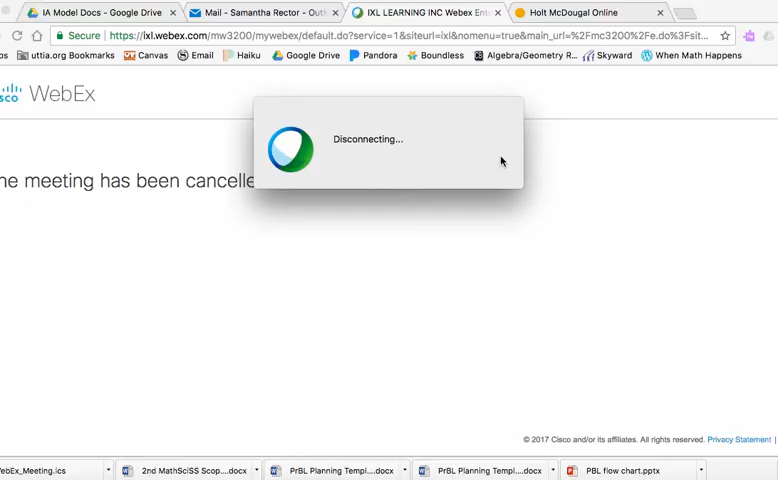 IA Model Docs - Google Drive
Mail - Samantha Rector - Out
IXL LEARNING INC Webex Ente
Holt McDougal Online
Secure https://ixl.webex.com/mw3200/mywebex/default.do?service=1&siteurl=ixl&nomenu=true&main_url=%2Fmc3200%2Fe.do%3Fsit...
ps uttia.org Bookmarks Canvas Email Haiku Google Drive Pandora Boundless Algebra/Geometry R... Skyward When Math Happens
sco WebEx
Disconnecting...
he meeting has been cancelle
© 2017 Cisco and/or its affiliates. All rights reserved. Privacy Statement |
WebEx_Meeting.ics 2nd MathSciSS Scop....docx PrBL Planning Templ....docx PrBL Planning Templ....docx PBL flow chart.pptx